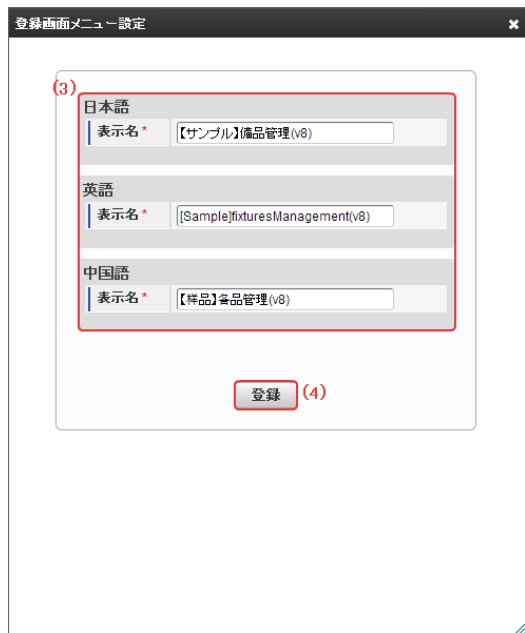 登録画面メニュー設定 ×
(3)
日本語
表示名* 【サンプル】備品管理(v8)
英語
表示名* [Sample]fixturesManagement(v8)
中国語
表示名* 【样品】备品管理(v8)
登録 (4)